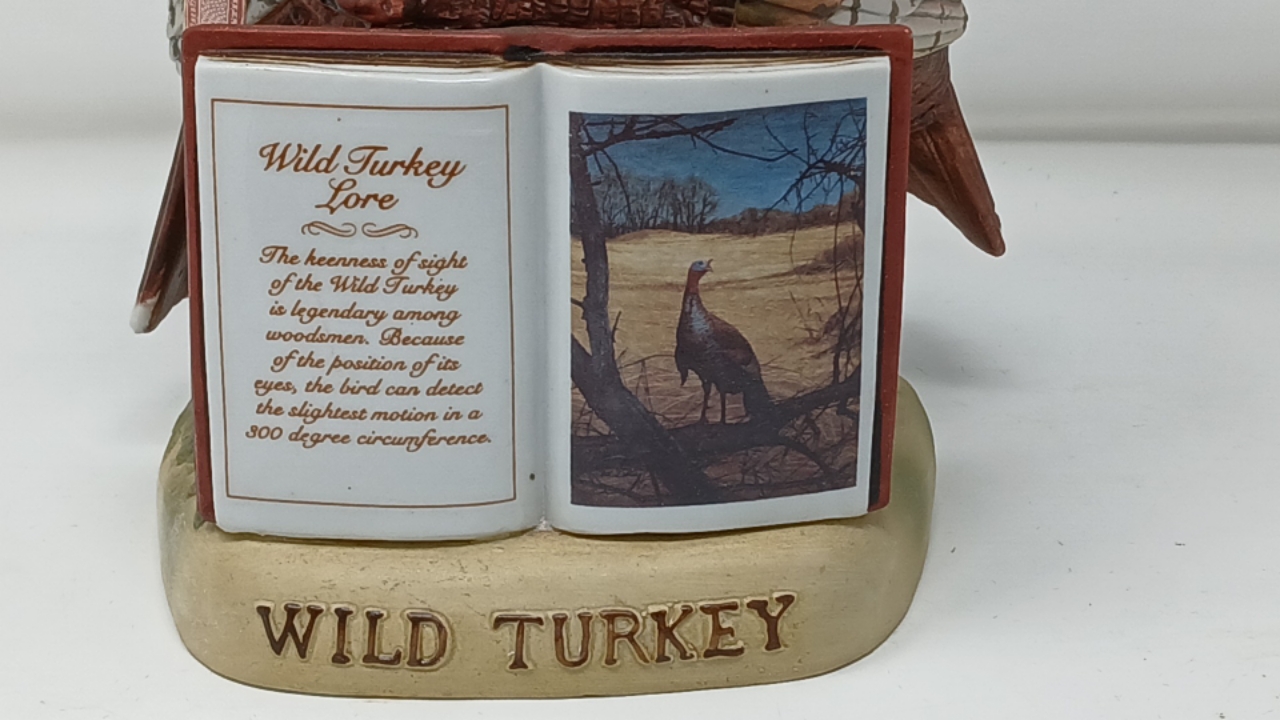 Wild Turkey
Lore
The keenness of sight
of the Wild Turkey
is legendary among
woodsmen. Because
of the position of its
eyes, the bird can detect
the slightest motion in a
300 degree circumference.
WILD TURKEY